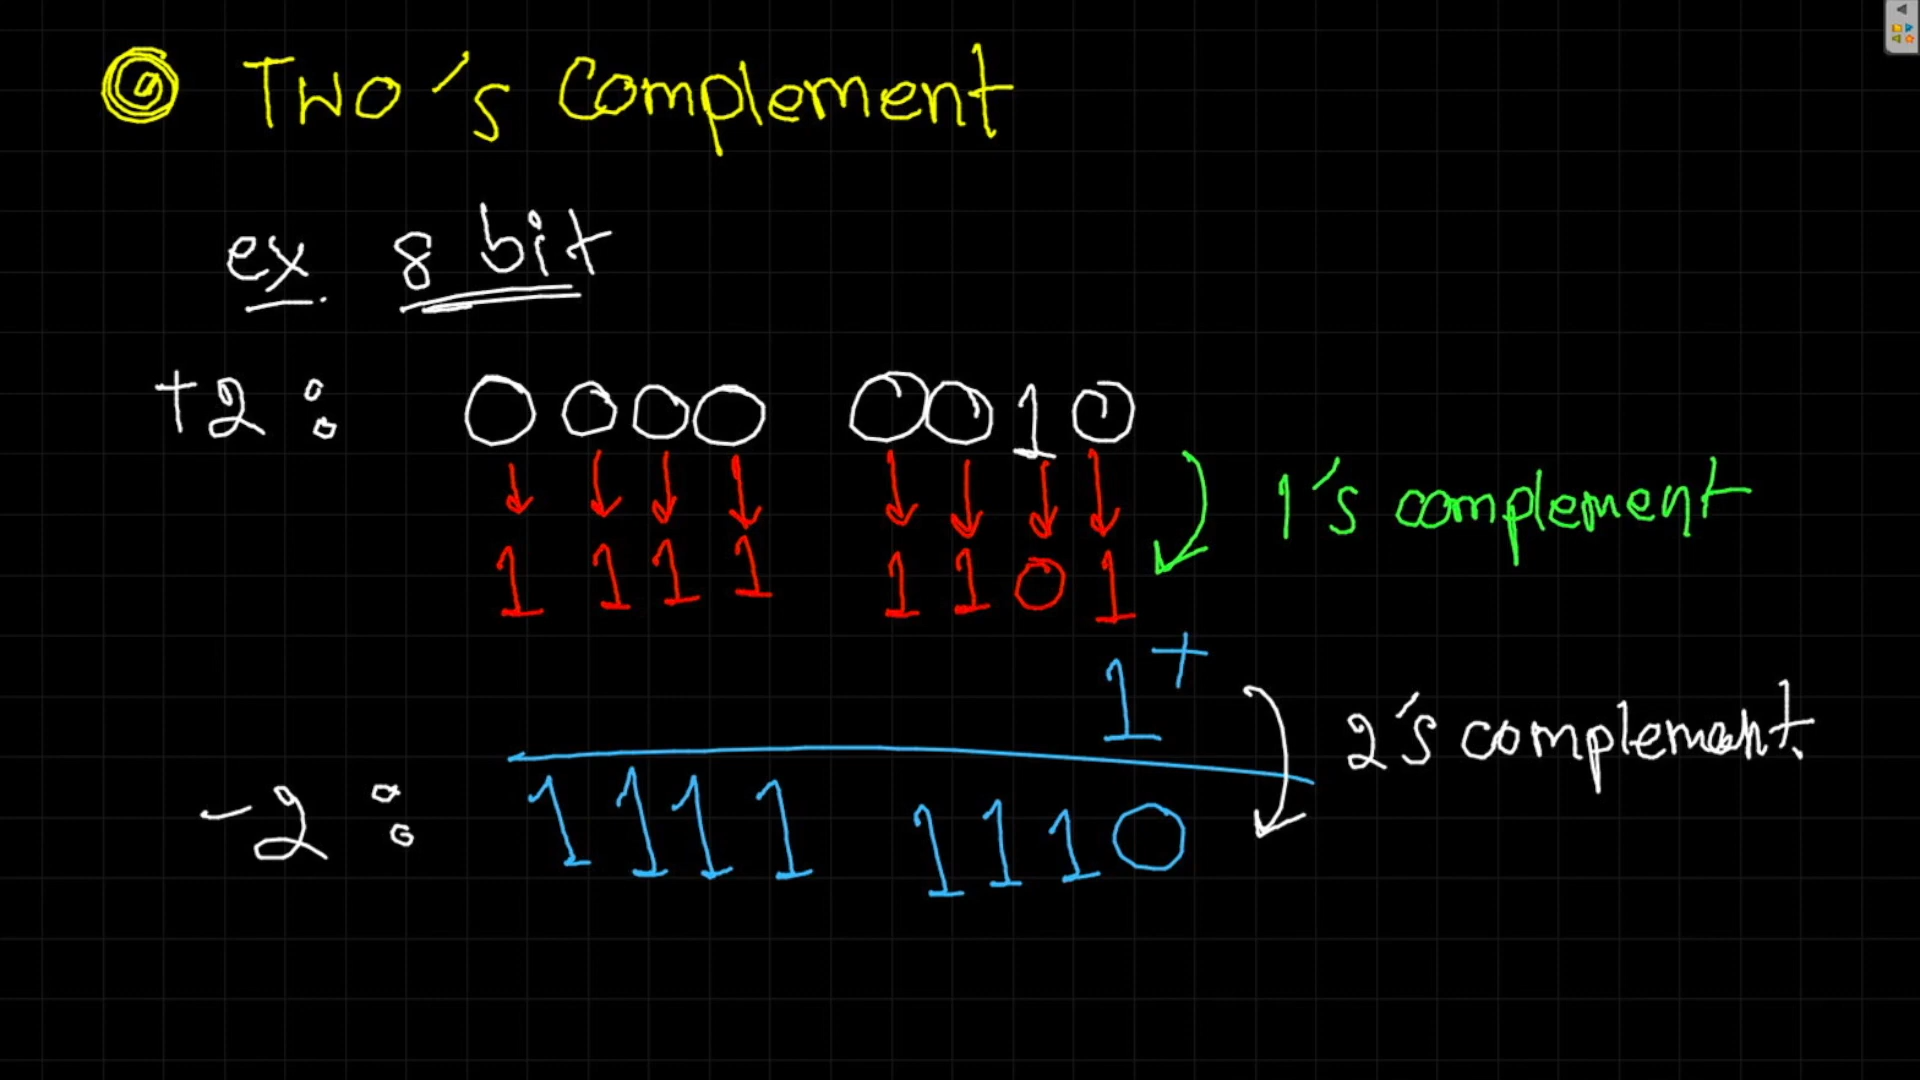 Two's Complement
ex 8 bit
+2: 0000 0010
1's complement
1111 1101
1+
2's complement
-2: 1111 1110